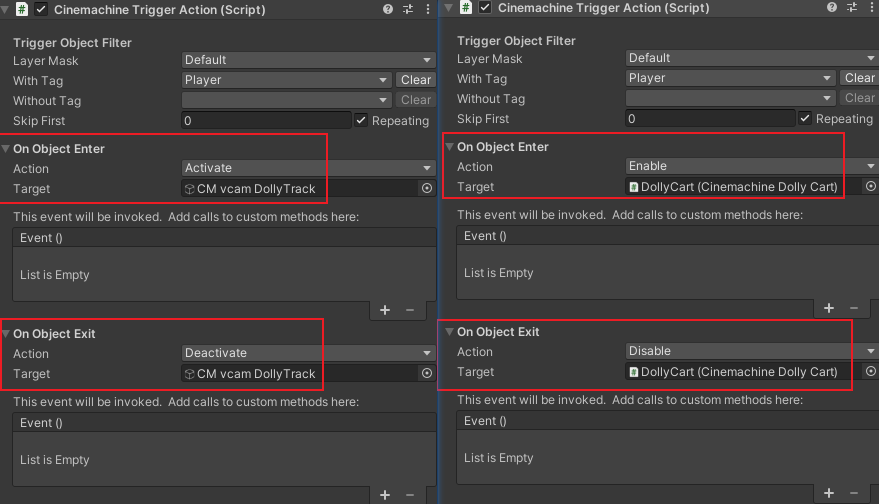 Cinemachine Trigger Action (Script)
Trigger Object Filter
Layer Mask Default
With Tag Player Clear
Without Tag Clear
Skip First 0 Repeating
On Object Enter
Action Activate
Target CM vcam DollyTrack
This event will be invoked.  Add calls to custom methods here:
Event ()
List is Empty
+ −
On Object Exit
Action Deactivate
Target CM vcam DollyTrack
This event will be invoked.  Add calls to custom methods here:
Event ()
List is Empty
+ −
Cinemachine Trigger Action (Script)
Trigger Object Filter
Layer Mask Default
With Tag Player Clear
Without Tag Clear
Skip First 0 Repeating
On Object Enter
Action Enable
Target DollyCart (Cinemachine Dolly Cart)
This event will be invoked.  Add calls to custom methods here:
Event ()
List is Empty
+ −
On Object Exit
Action Disable
Target DollyCart (Cinemachine Dolly Cart)
This event will be invoked.  Add calls to custom methods here:
Event ()
List is Empty
+ −